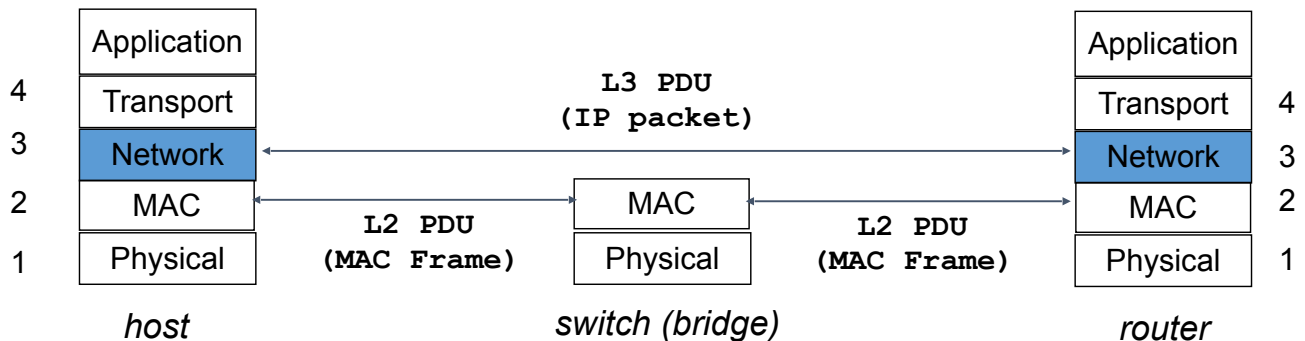 Application
Application
L3 PDU
(IP packet)
4
Transport
Transport
4
3
Network
Network
3
2
MAC
MAC
MAC
2
L2 PDU
(MAC Frame)
L2 PDU
(MAC Frame)
1
Physical
Physical
Physical
1
host
switch (bridge)
router